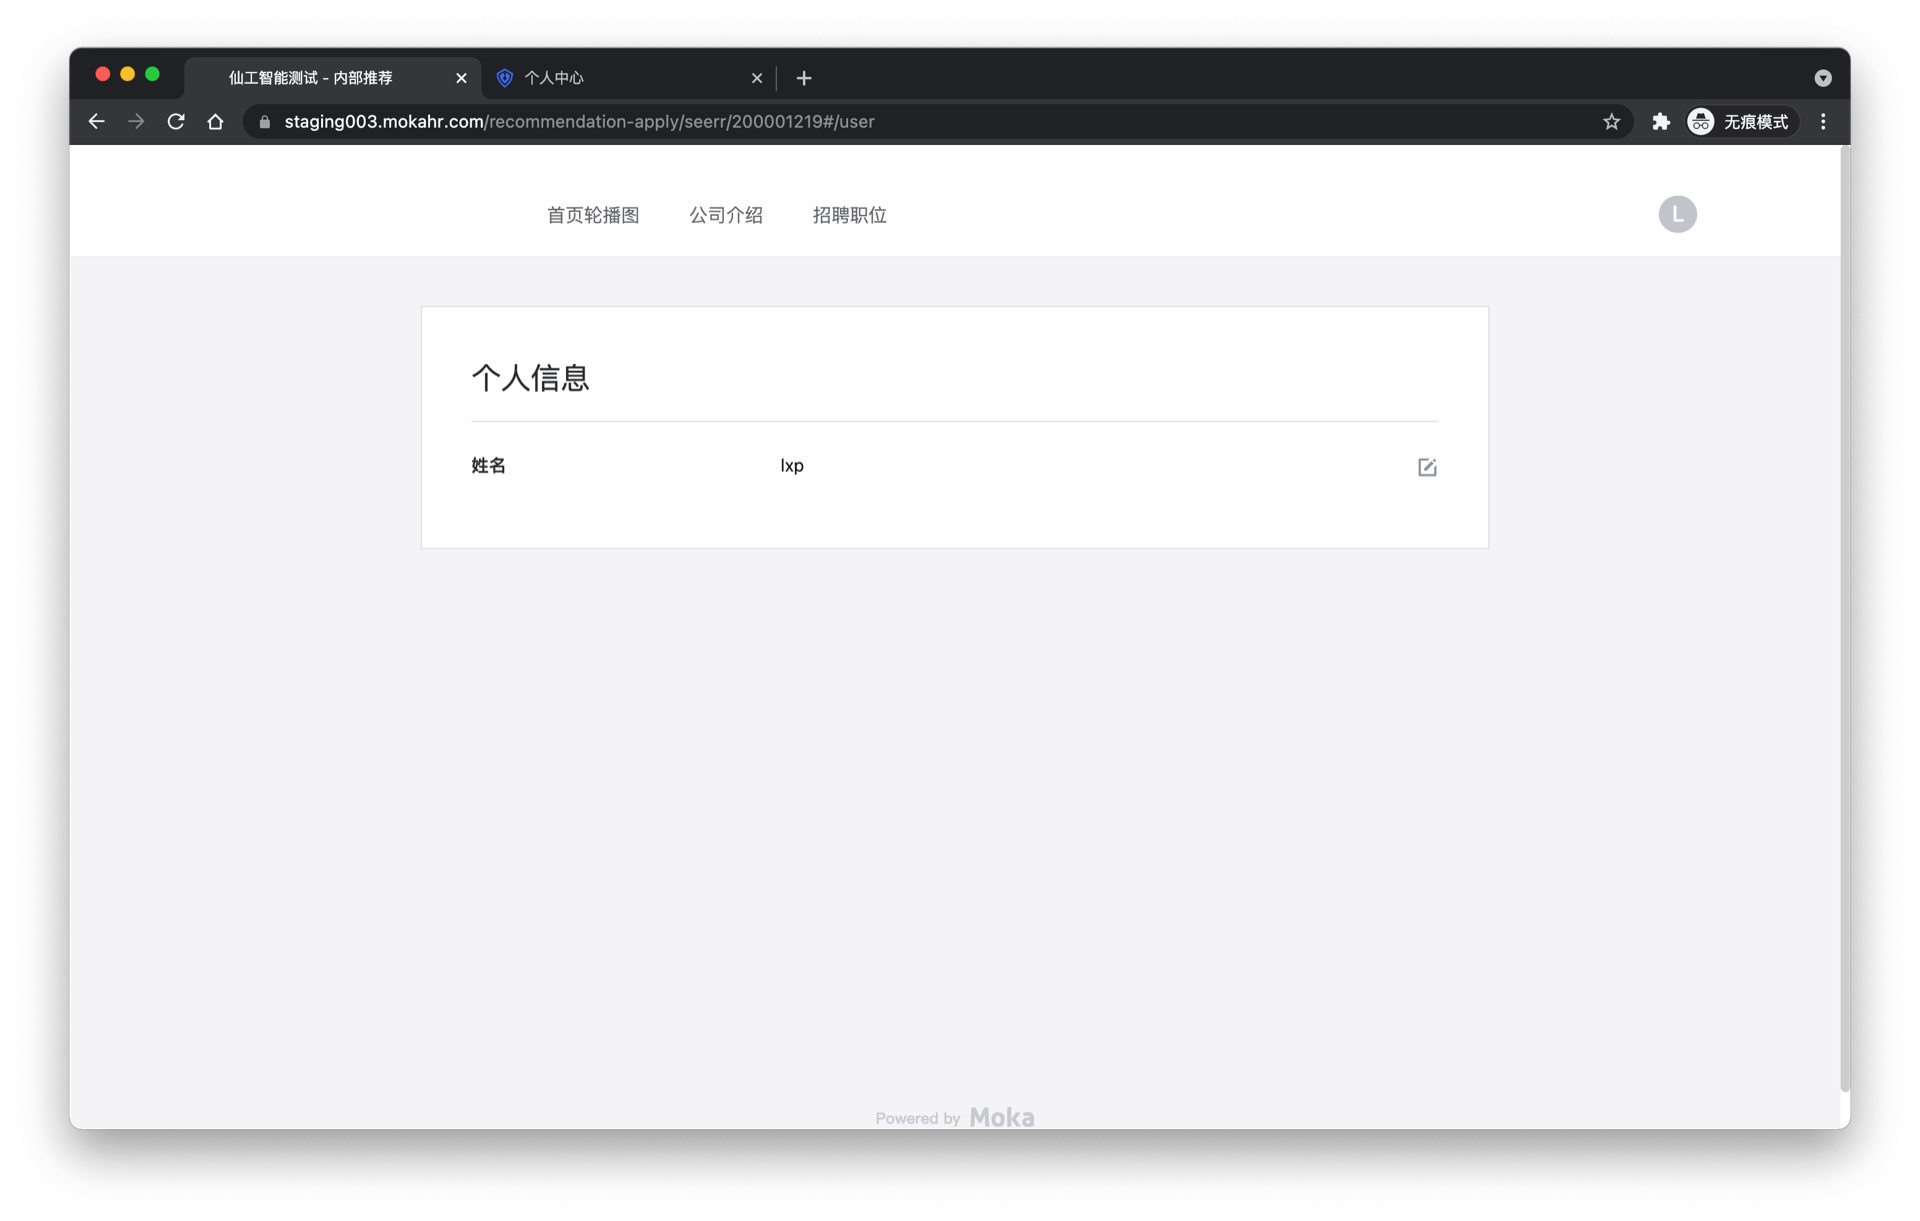 仙工智能测试 - 内部推荐
个人中心
staging003.mokahr.com/recommendation-apply/seerr/200001219#/user
无痕模式
首页轮播图
公司介绍
招聘职位
L
个人信息
姓名
lxp
Powered by Moka